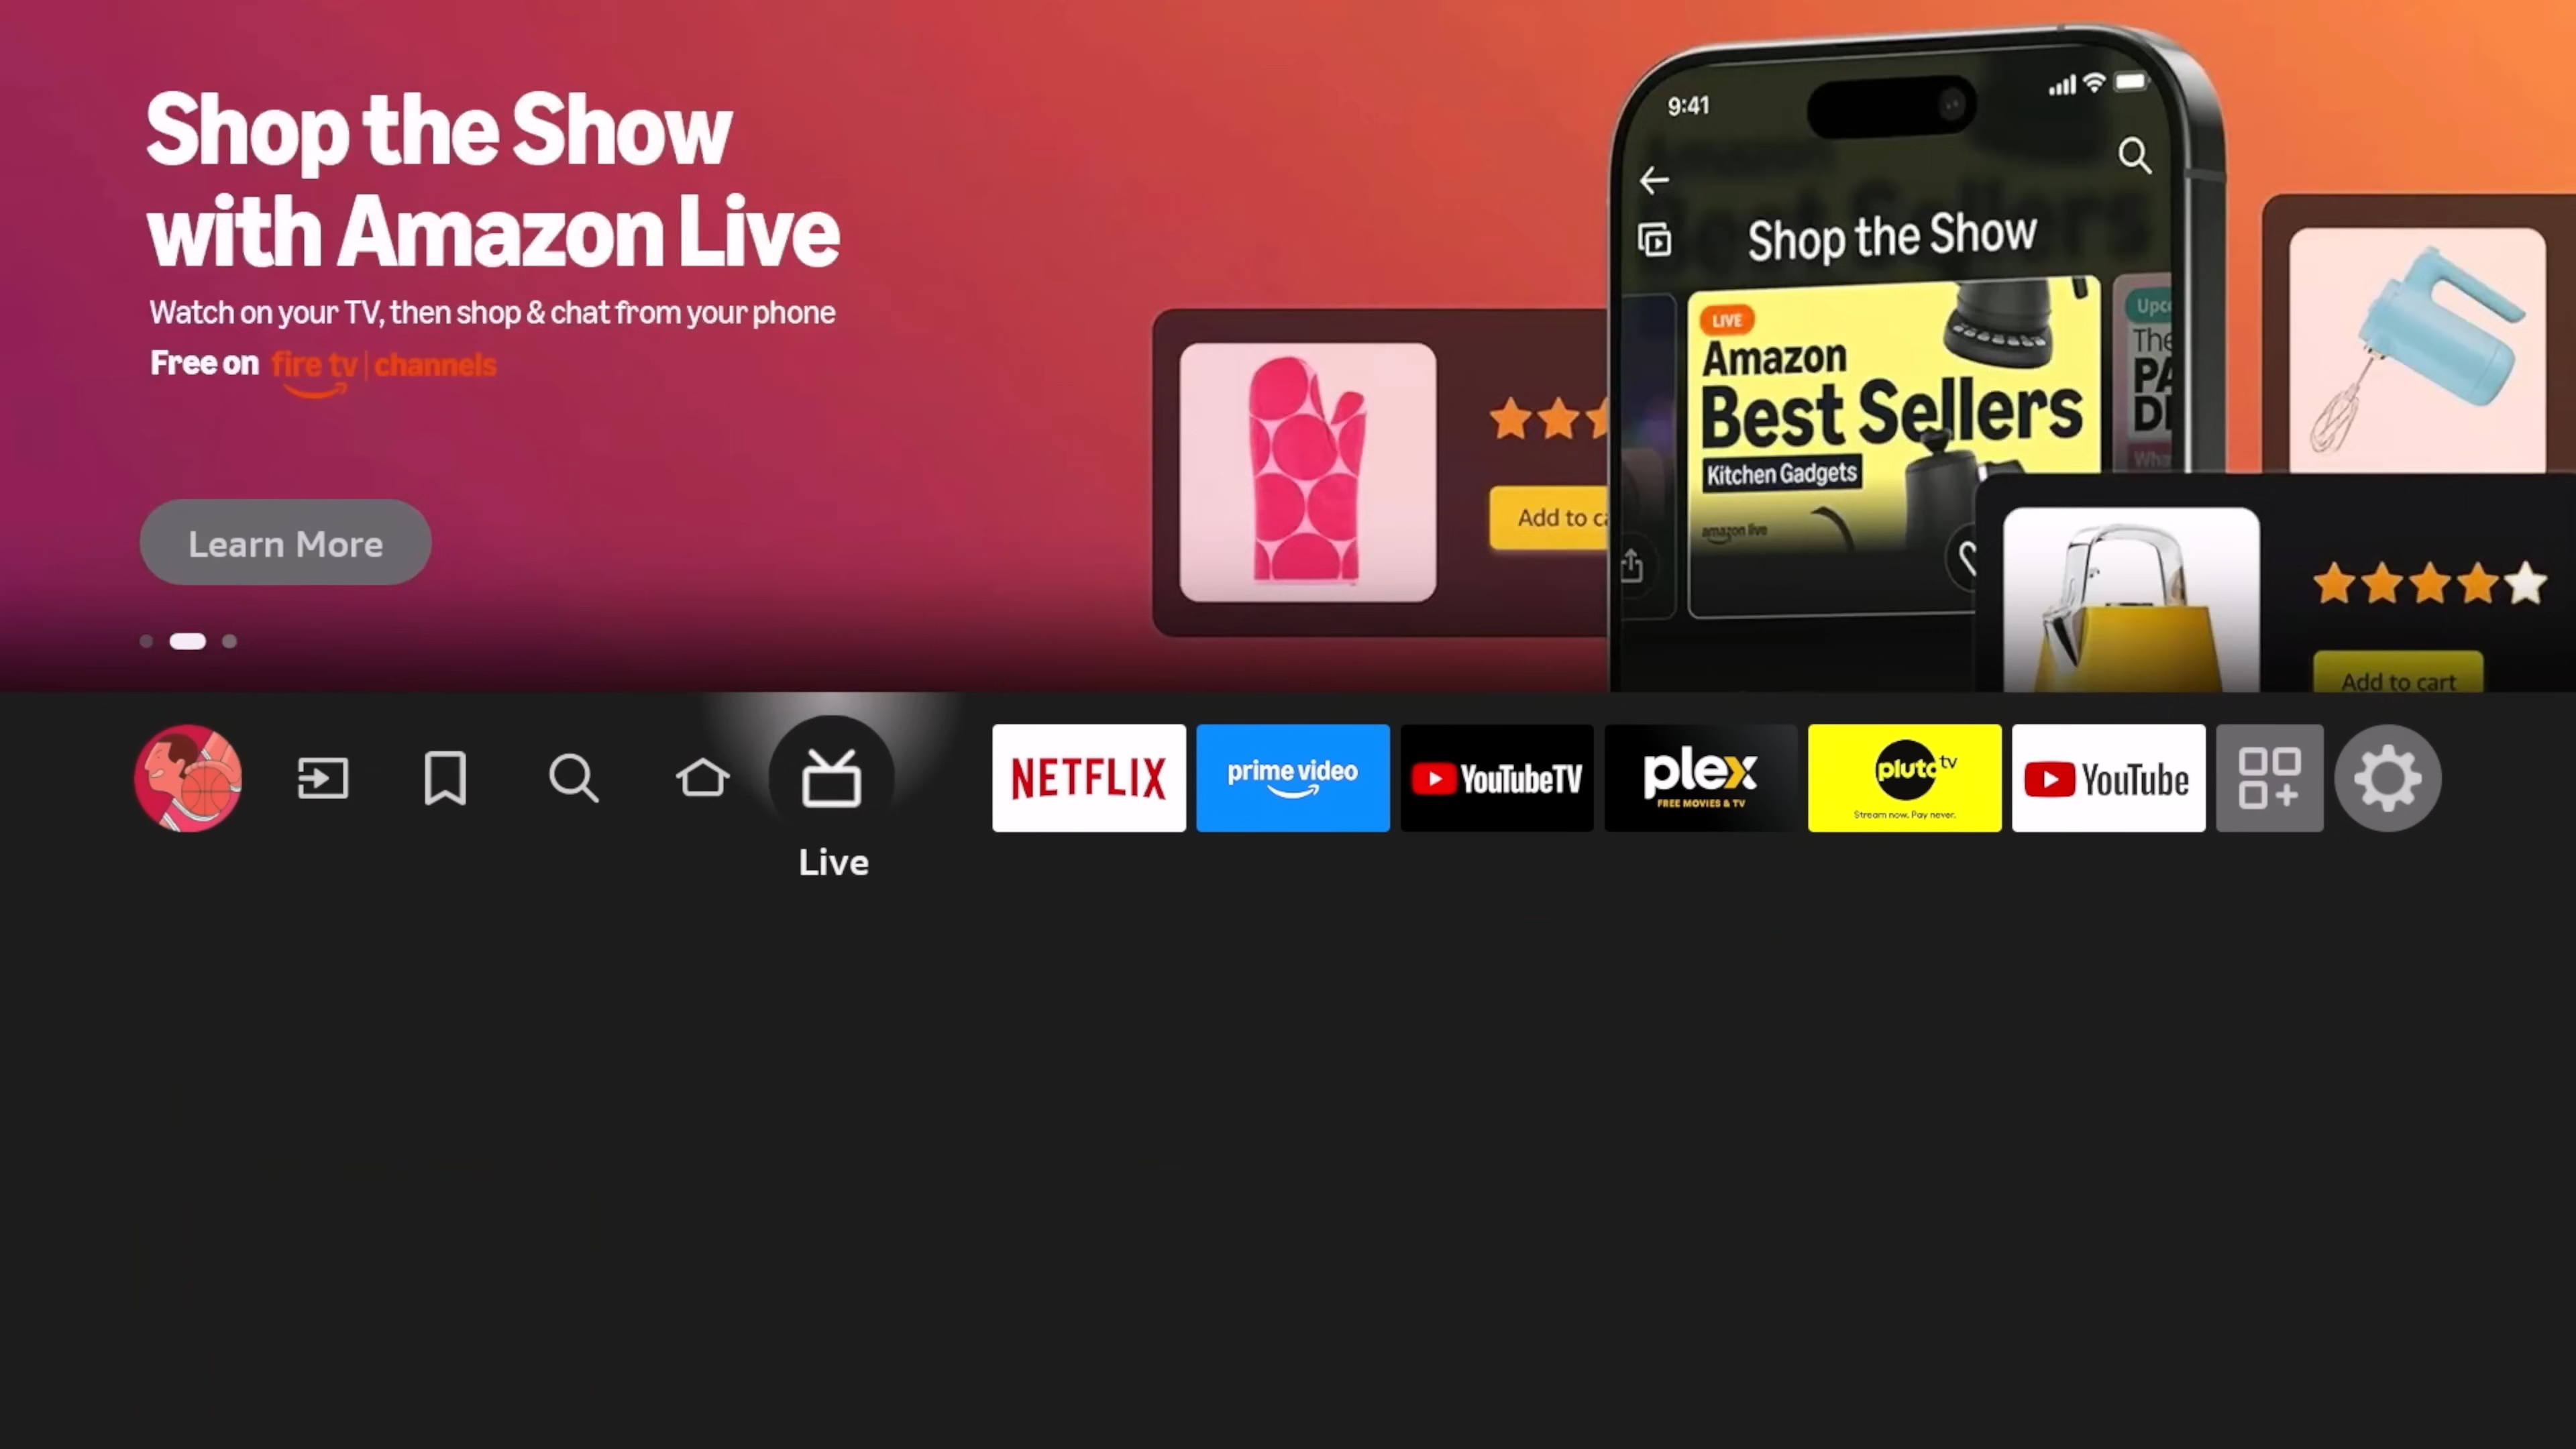 Shop the Show
with Amazon Live
Watch on your TV, then shop & chat from your phone
Free on fire tv | channels
Learn More
9:41
Shop the Show
LIVE
Amazon
Best Sellers
Kitchen Gadgets
amazon live
Add to
Add to cart
NETFLIX
prime video
YouTubeTV
plex
FREE MOVIES & TV
pluto tv
Stream now. Pay never.
YouTube
Live